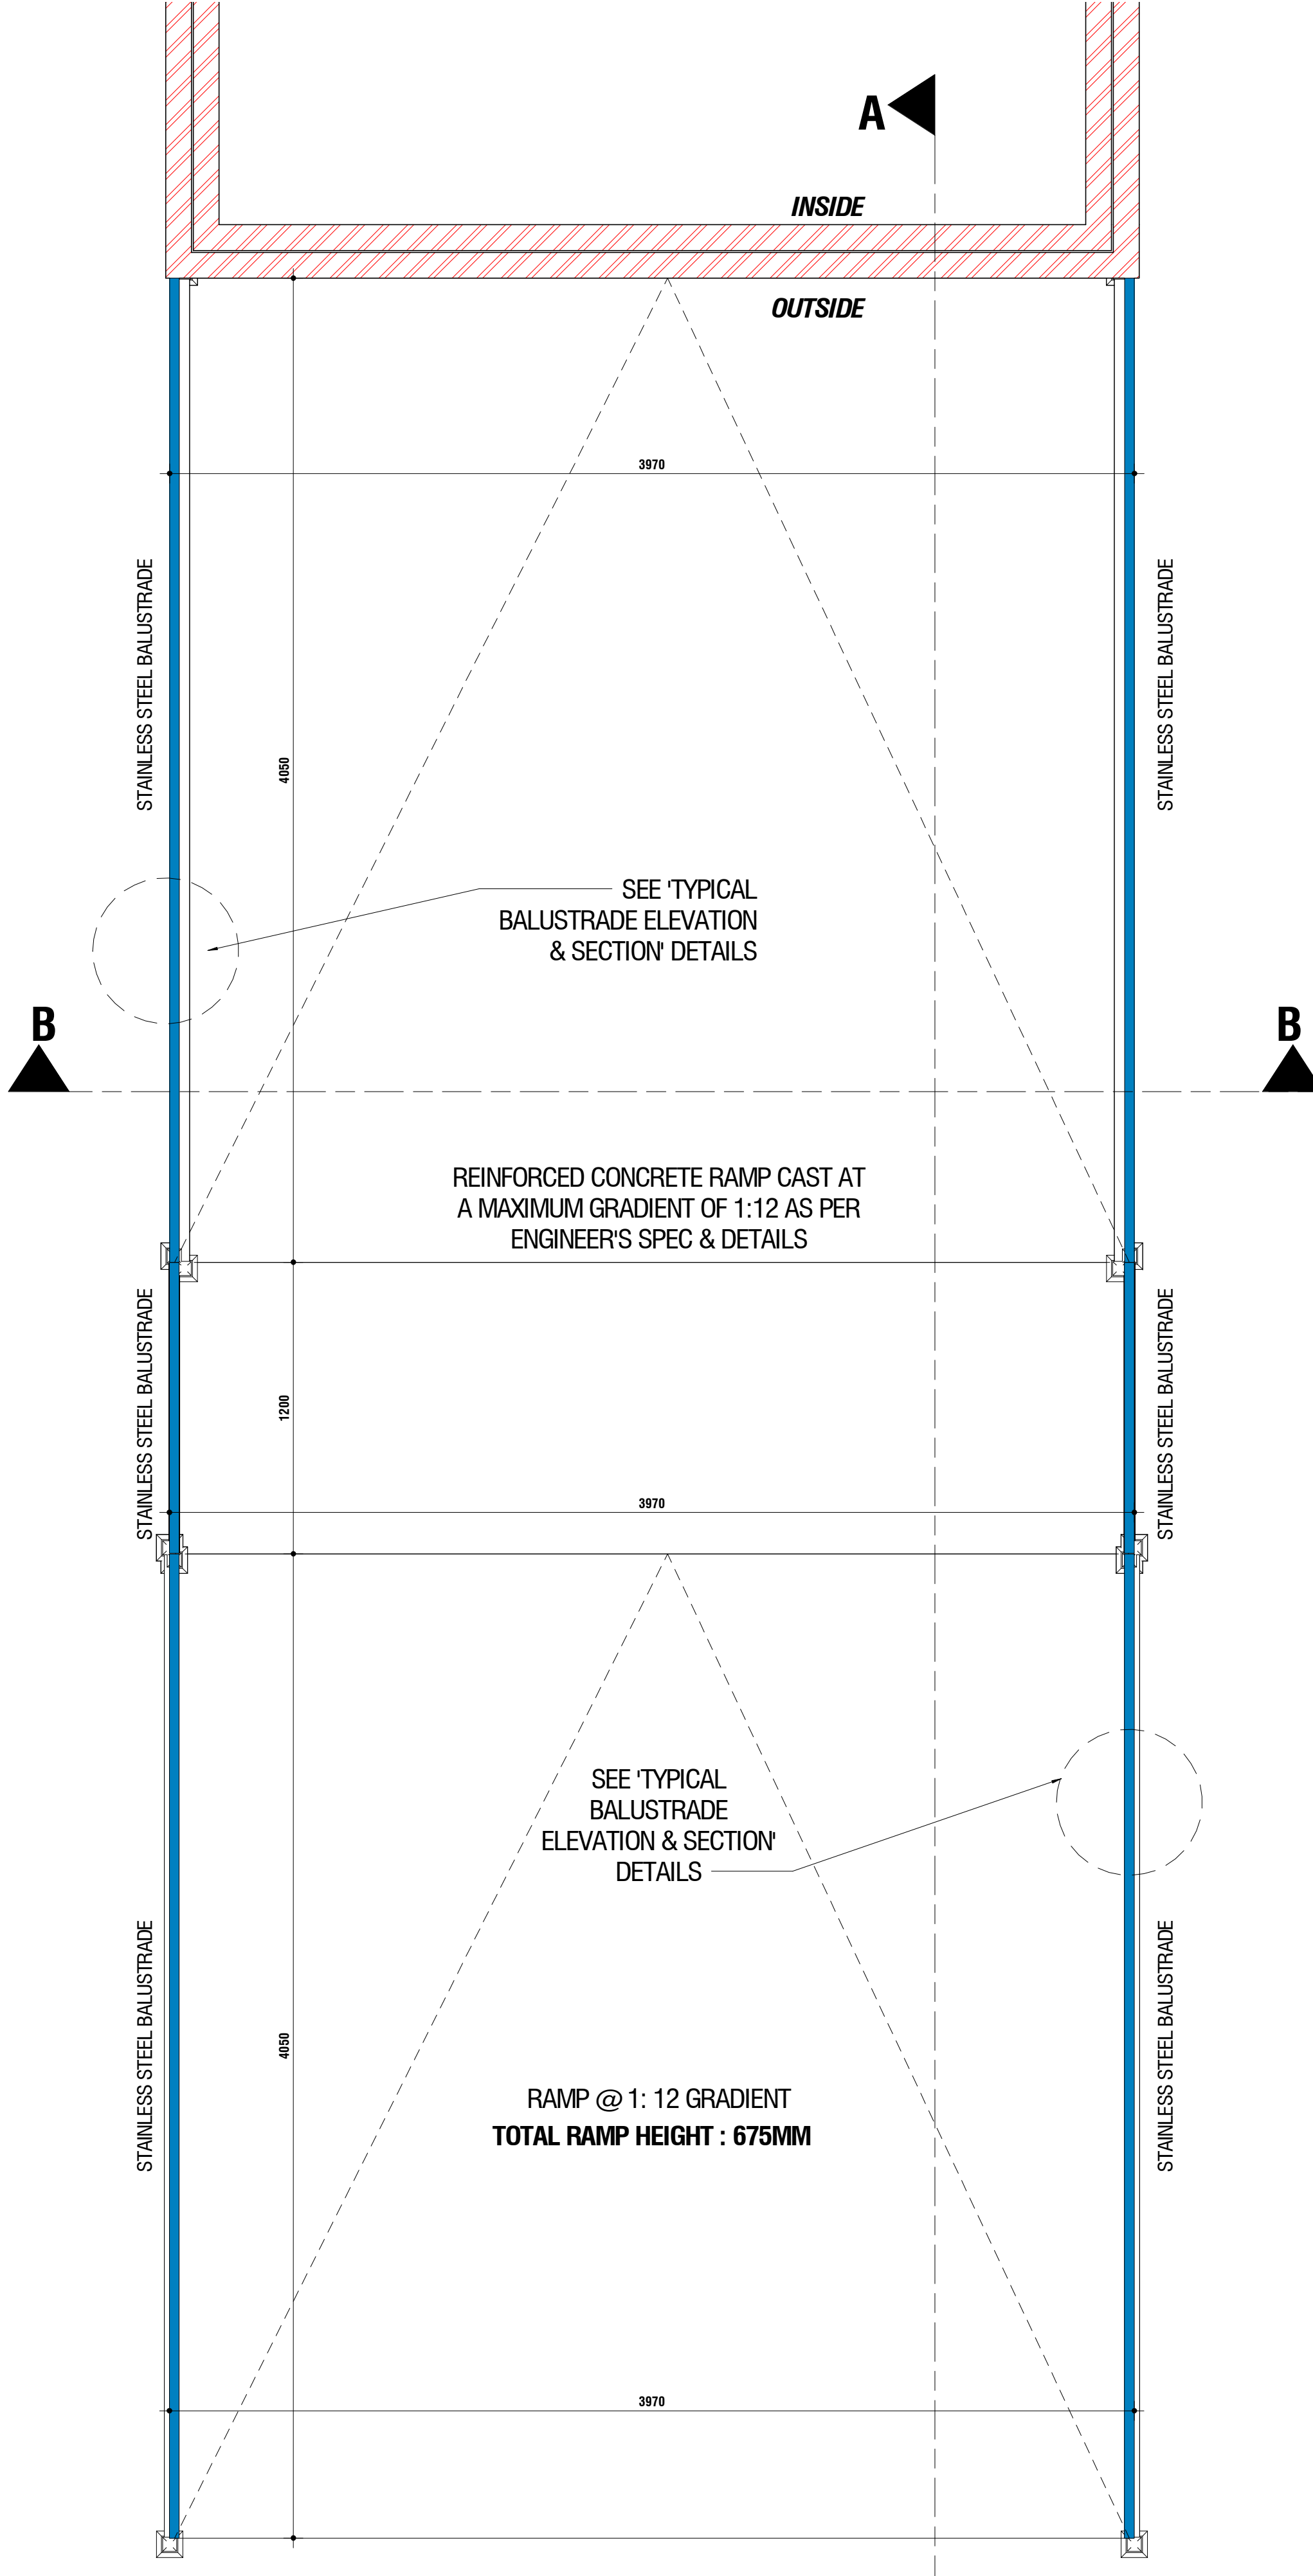 A
INSIDE
OUTSIDE
3970
STAINLESS STEEL BALUSTRADE
STAINLESS STEEL BALUSTRADE
4050
SEE 'TYPICAL
BALUSTRADE ELEVATION
& SECTION' DETAILS
B
B
REINFORCED CONCRETE RAMP CAST AT
A MAXIMUM GRADIENT OF 1:12 AS PER
ENGINEER'S SPEC & DETAILS
STAINLESS STEEL BALUSTRADE
STAINLESS STEEL BALUSTRADE
1200
3970
SEE 'TYPICAL
BALUSTRADE
ELEVATION & SECTION'
DETAILS
STAINLESS STEEL BALUSTRADE
STAINLESS STEEL BALUSTRADE
4050
RAMP @ 1: 12 GRADIENT
TOTAL RAMP HEIGHT : 675MM
3970